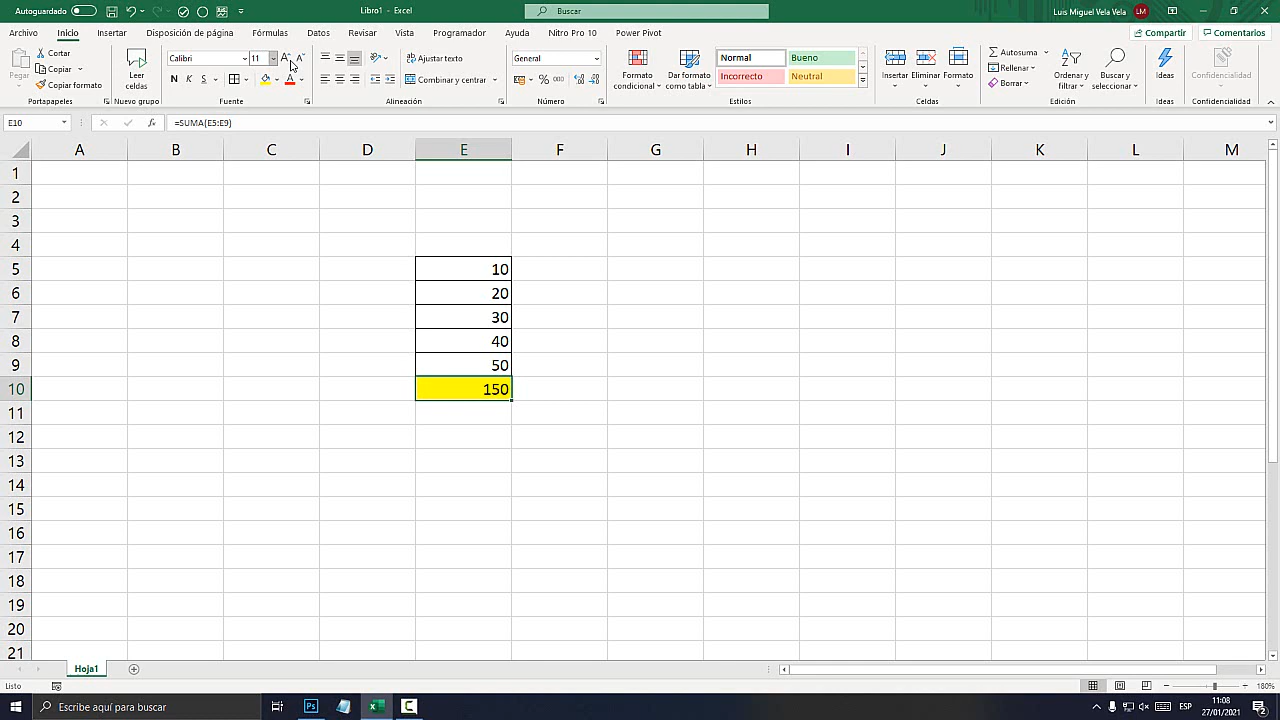 Autoguardado
Libro1 - Excel
Buscar
Luis Miguel Vela Vela
LM
Archivo Inicio Insertar Disposición de página Fórmulas Datos Revisar Vista Programador Ayuda Nitro Pro 10 Power Pivot
Compartir
Comentarios
Pegar
Cortar
Copiar
Copiar formato
Portapapeles
Leer
celdas
Nuevo grupo
Calibri
11
N K S
Fuente
Ajustar texto
Combinar y centrar
Alineación
General
% 000
Número
Formato
condicional
Dar formato
como tabla
Normal
Bueno
Incorrecto
Neutral
Estilos
Insertar
Eliminar
Formato
Celdas
Autosuma
Rellenar
Borrar
Ordenar y
filtrar
Buscar y
seleccionar
Edición
Ideas
Ideas
Confidencialidad
Confidencialidad
E10
fx
=SUMA(E5:E9)
A B C D E F G H I J K L M
1
2
3
4
5 10
6 20
7 30
8 40
9 50
10 150
11
12
13
14
15
16
17
18
19
20
21
Hoja1
Listo
180%
Escribe aquí para buscar
Ps
ESP
11:08
27/01/2021
2